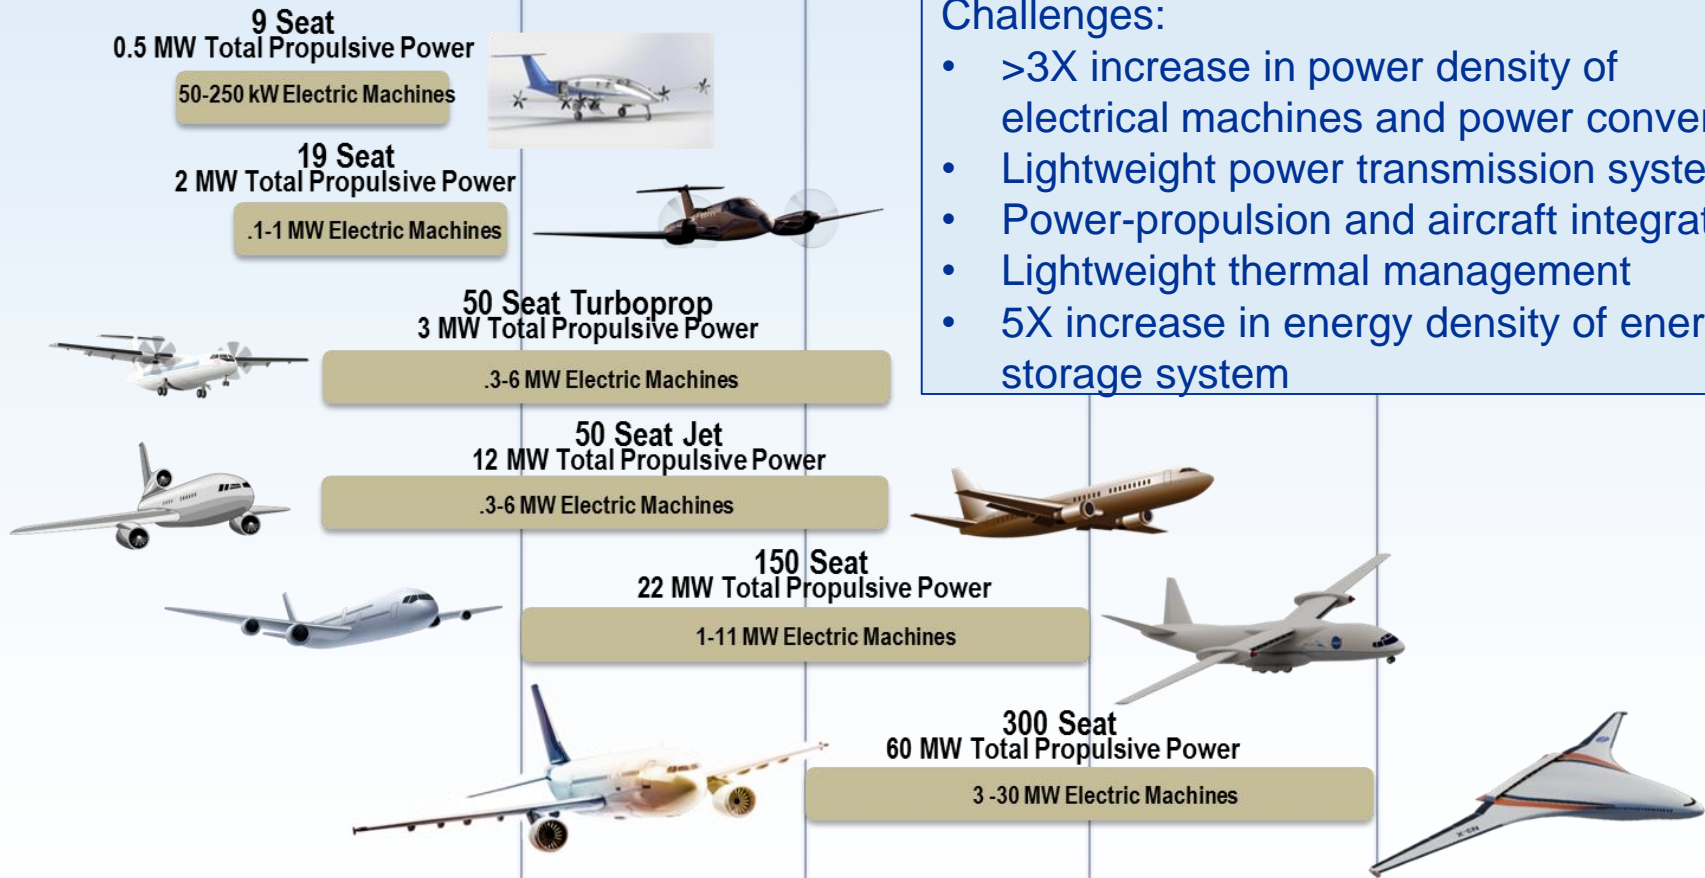 9 Seat
0.5 MW Total Propulsive Power
50-250 kW Electric Machines
19 Seat
2 MW Total Propulsive Power
.1-1 MW Electric Machines
50 Seat Turboprop
3 MW Total Propulsive Power
.3-6 MW Electric Machines
50 Seat Jet
12 MW Total Propulsive Power
.3-6 MW Electric Machines
150 Seat
22 MW Total Propulsive Power
1-11 MW Electric Machines
300 Seat
60 MW Total Propulsive Power
3 -30 MW Electric Machines
Challenges:
• >3X increase in power density of
electrical machines and power
• Lightweight power transmission
• Power-propulsion and aircraft
• Lightweight thermal management
• 5X increase in energy density of
storage system
N3-X